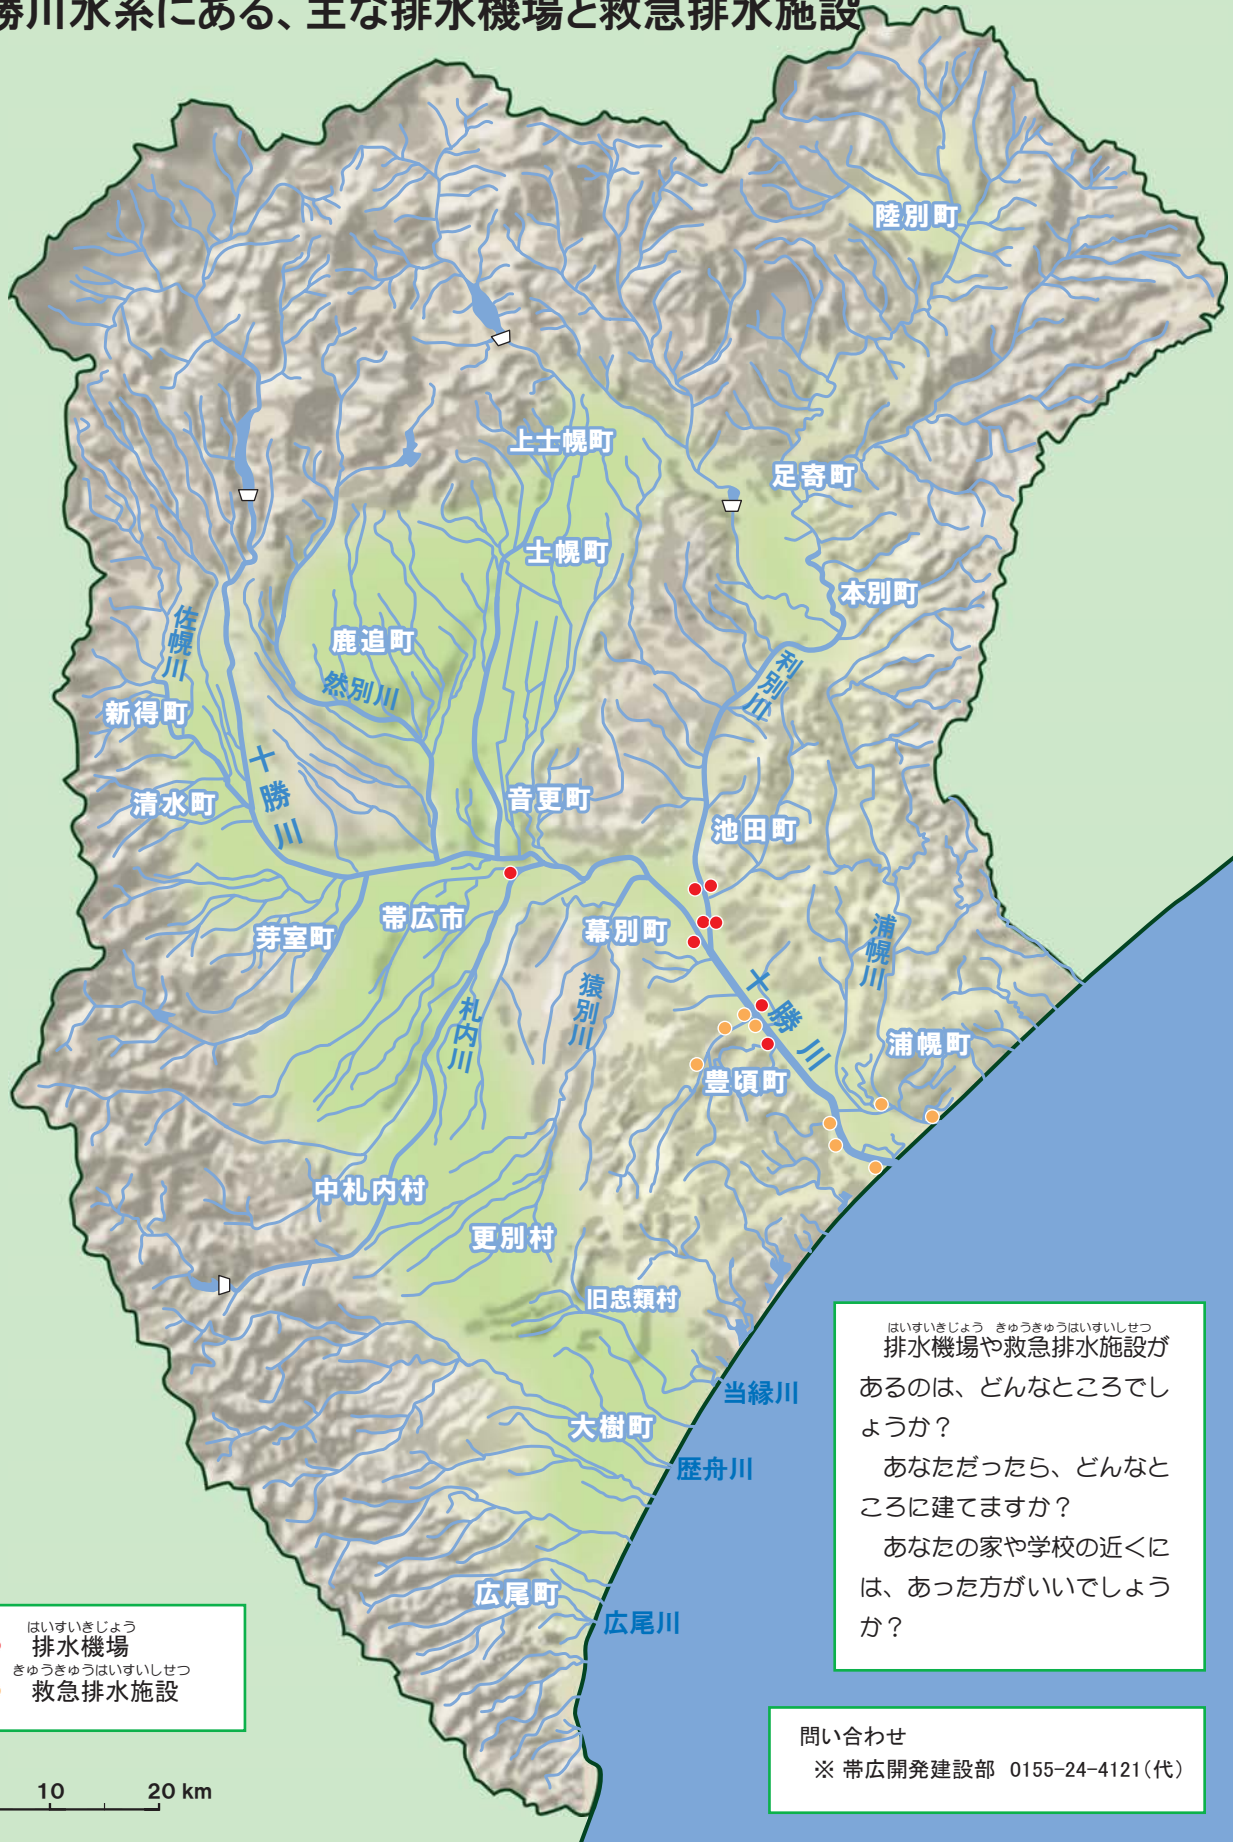 勝川水系にある、主な排水機場と救急排水施設
陸別町
上士幌町
足寄町
士幌町
本別町
佐幌川
鹿追町
利別川
然別川
新得町
十勝川
清水町
音更町
池田町
帯広市
芽室町
幕別町
浦幌川
猿別川
十勝川
札内川
浦幌町
豊頃町
中札内村
更別村
旧忠類村
当縁川
大樹町
歴舟川
広尾町
広尾川
はいすいきじょう きゅうきゅうはいすいしせつ
排水機場や救急排水施設が
あるのは、どんなところでし
ょうか？
あなただったら、どんなと
ころに建てますか？
あなたの家や学校の近くに
は、あった方がいいでしょう
か？
はいすいきじょう
排水機場
きゅうきゅうはいすいしせつ
救急排水施設
問い合わせ
※ 帯広開発建設部 0155-24-4121(代)
10 20 km